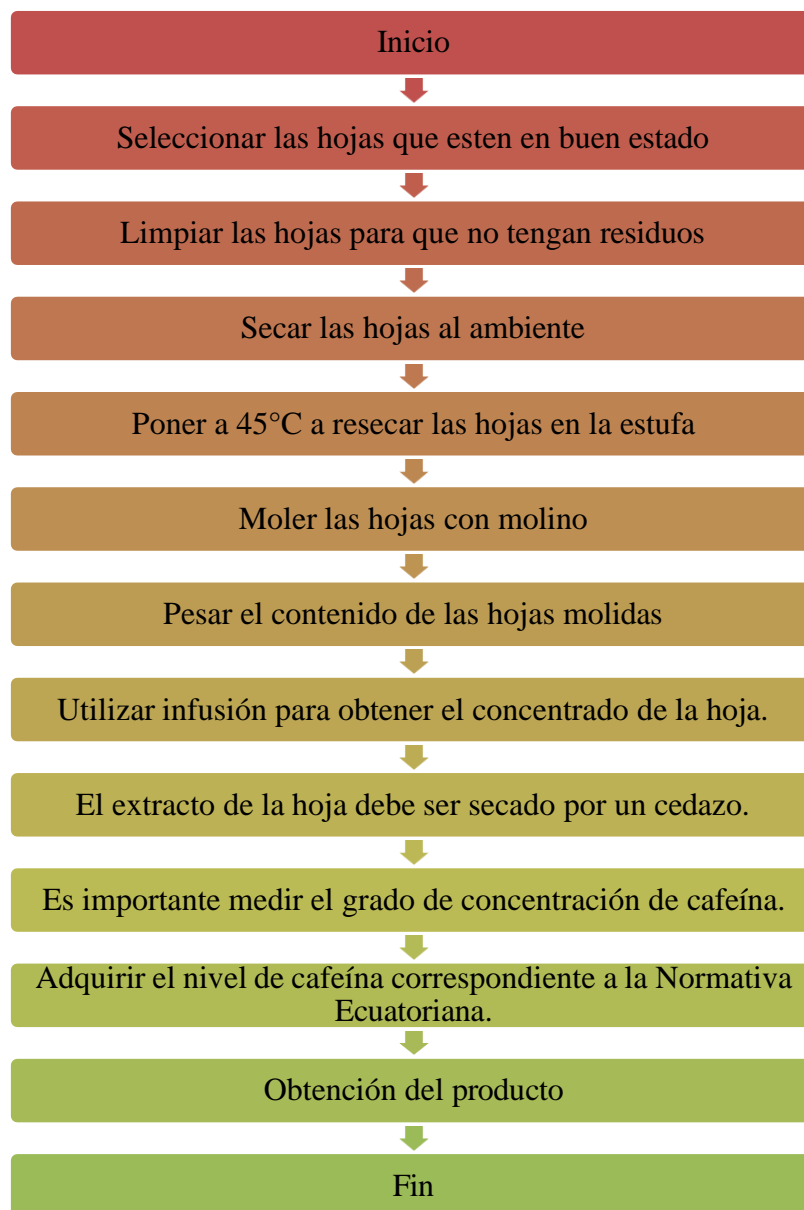 Inicio
Seleccionar las hojas que esten en buen estado
Limpiar las hojas para que no tengan residuos
Secar las hojas al ambiente
Poner a 45°C a resecar las hojas en la estufa
Moler las hojas con molino
Pesar el contenido de las hojas molidas
Utilizar infusión para obtener el concentrado de la hoja.
El extracto de la hoja debe ser secado por un cedazo.
Es importante medir el grado de concentración de cafeína.
Adquirir el nivel de cafeína correspondiente a la Normativa
Ecuatoriana.
Obtención del producto
Fin